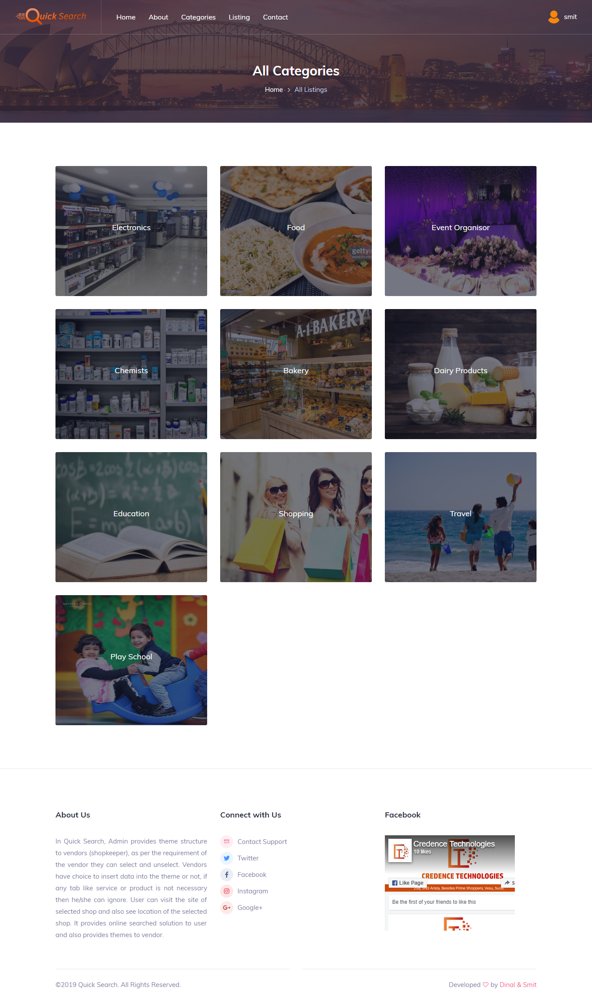 Quick Search
Home About Categories Listing Contact
smit
All Categories
Home > All Listings
Electronics
Food
gettyi
stockstudio
Event Organisor
Chemists
A-1 BAKERY
Bakery
Dairy Products
Education
Shopping
Travel
MOTHER'S PRIDE
Play School
About Us
In Quick Search, Admin provides theme structure
to vendors (shopkeeper), as per the requirement of
the vendor they can select and unselect. Vendors
have choice to insert data into the theme or not, if
any tab like service or product is not necessary
then he/she can ignore. User can visit the site of
selected shop and also see location of the selected
shop. It provides online searched solution to user
and also provides themes to vendor.
Connect with Us
Contact Support
Twitter
Facebook
Instagram
Google+
Facebook
Credence Technologies
10 likes
CREDENCE TECHNOLOGIES
Like Page
S
208, SNS Arista, Besides Prime Shoppers, Vesu, Surat.
Be the first of your friends to like this
©2019 Quick Search. All Rights Reserved.
Developed ♡ by Dinal & Smit